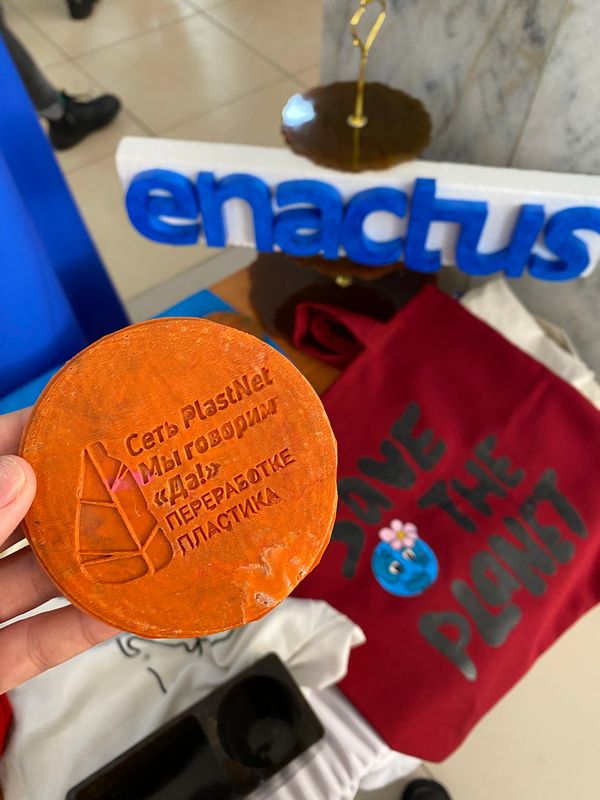 enactus
Сеть PlastNet
Мы говорим
«Да!»
ПЕРЕРАБОТКЕ
ПЛАСТИКА
SAVE
THE
PLANET